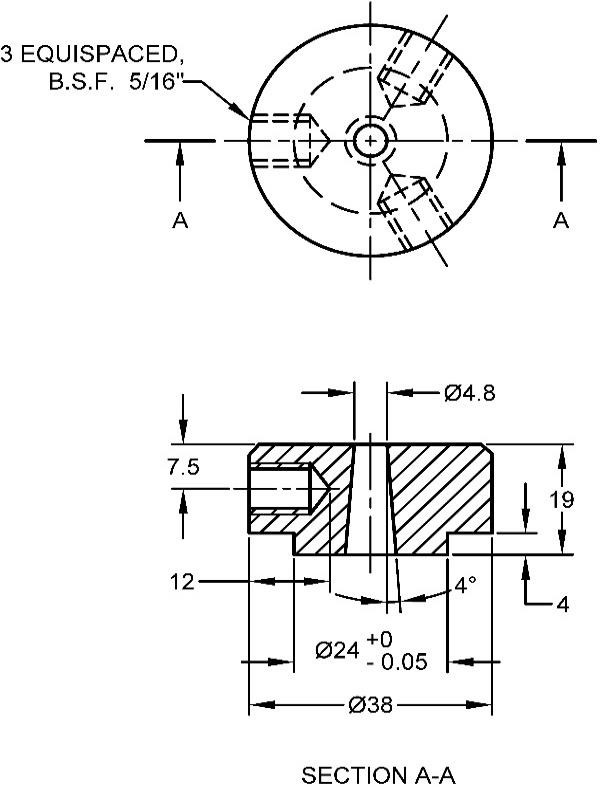 3 EQUISPACED,
B.S.F. 5/16"
A
A
Ø4.8
7.5
19
12
4°
4
Ø24 +0
- 0.05
Ø38
SECTION A-A